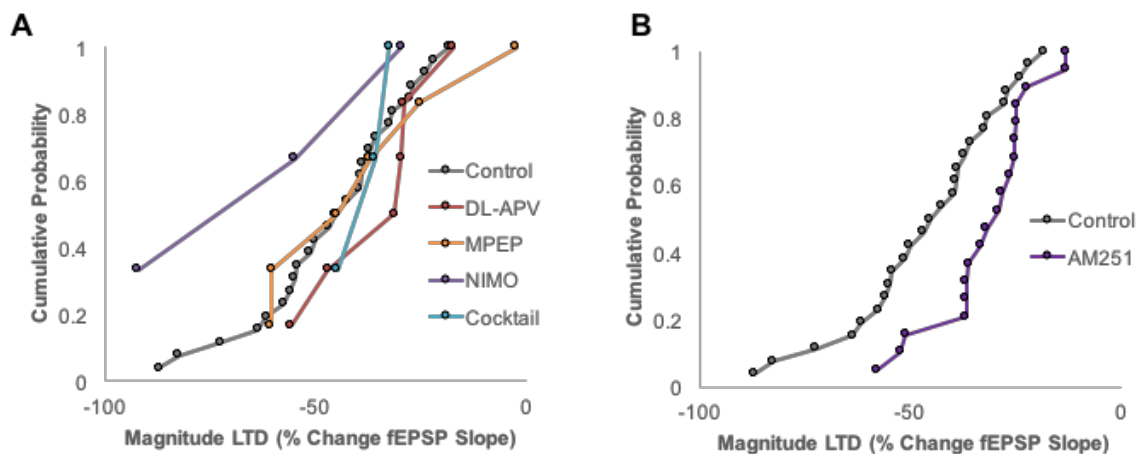 A
Cumulative Probability
1
0.8
0.6
0.4
0.2
0
-100
-50
0
Magnitude LTD (% Change fEPSP Slope)
Control
DL-APV
MPEP
NIMO
Cocktail
B
Cumulative Probability
1
0.8
0.6
0.4
0.2
0
-100
-50
0
Magnitude LTD (% Change fEPSP Slope)
Control
AM251